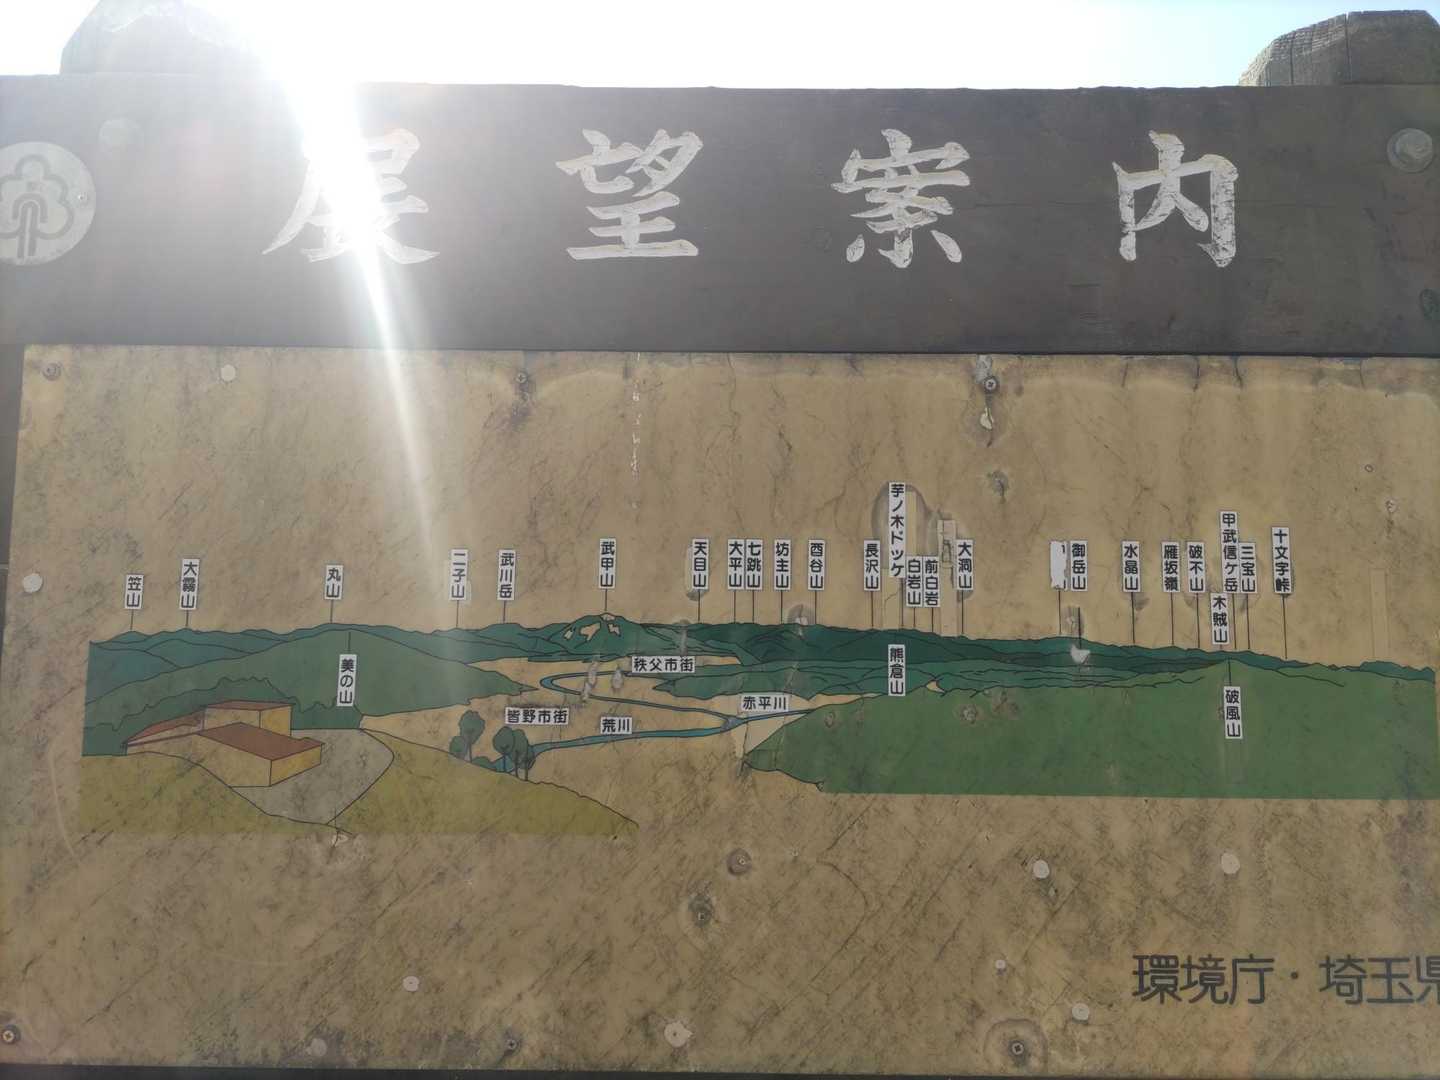 展望案内
笠山
大霧山
丸山
二子山
武川岳
武甲山
天目山
大平山
七跳山
坊主山
酉谷山
長沢山
芋ノ木ドッケ
白岩山
前白岩
大洞山
御岳山
水晶山
雁坂嶺
破不山
甲武信ケ岳
木賊山
三宝山
十文字峠
美の山
秩父市街
熊倉山
破風山
皆野市街
荒川
赤平川
環境庁・埼玉県